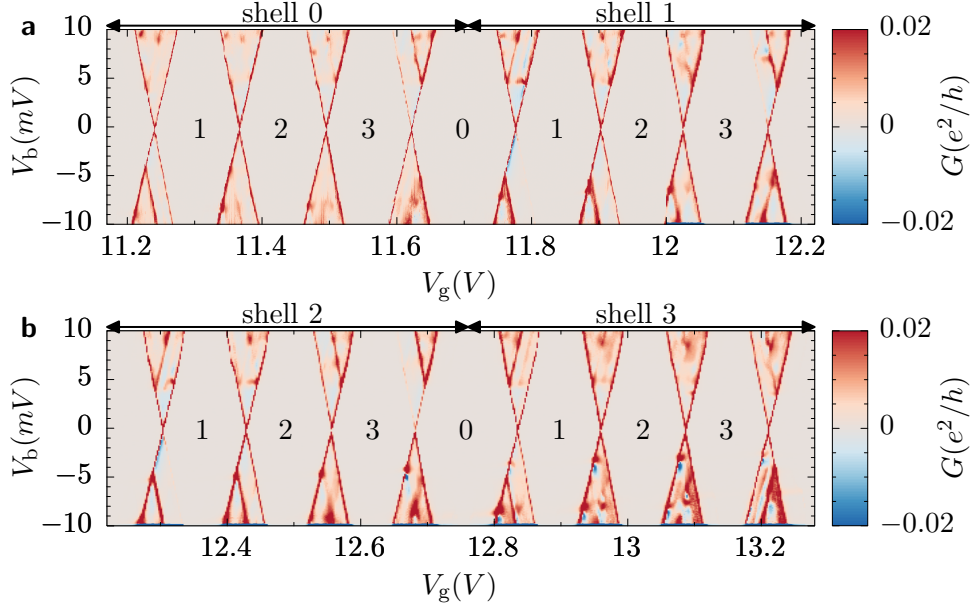 shell 0 shell 1
a
10
5
0
−5
−10
V_b(mV)
1 2 3 0 1 2 3
11.2 11.4 11.6 11.8 12 12.2
V_g(V)
0.02
0
−0.02
G(e²/h)
shell 2 shell 3
b
10
5
0
−5
−10
V_b(mV)
1 2 3 0 1 2 3
12.4 12.6 12.8 13 13.2
V_g(V)
0.02
0
−0.02
G(e²/h)